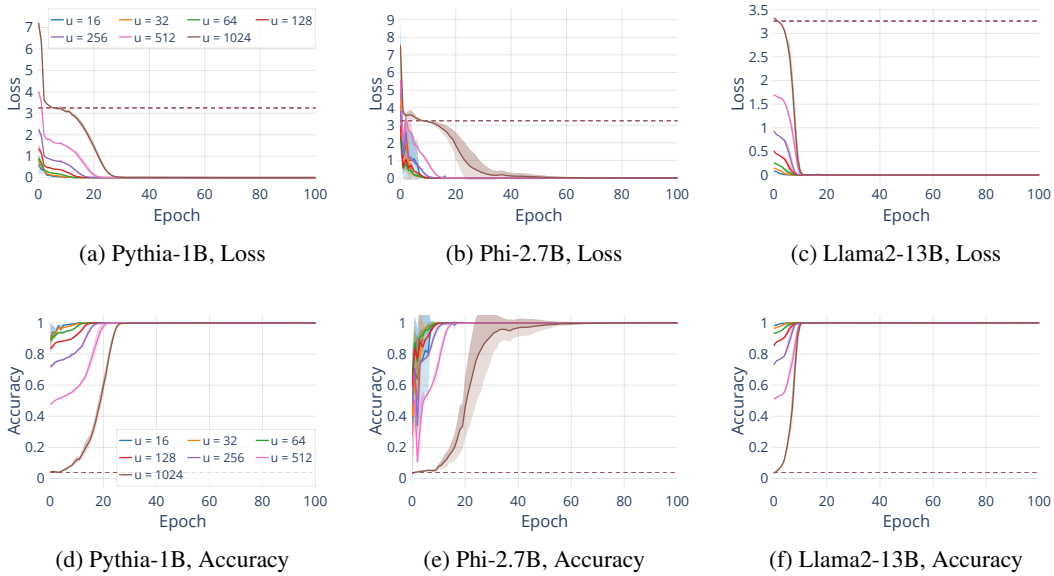 7
6
5
4
3
2
1
0
Loss
u = 16 u = 32 u = 64 u = 128
u = 256 u = 512 u = 1024
0 20 40 60 80 100
Epoch
(a) Pythia-1B, Loss
9
8
7
6
5
4
3
2
1
0
Loss
0 20 40 60 80 100
Epoch
(b) Phi-2.7B, Loss
3.5
3
2.5
2
1.5
1
0.5
0
Loss
0 20 40 60 80 100
Epoch
(c) Llama2-13B, Loss
1
0.8
0.6
0.4
0.2
0
Accuracy
u = 16 u = 32 u = 64
u = 128 u = 256 u = 512
u = 1024
0 20 40 60 80 100
Epoch
(d) Pythia-1B, Accuracy
1
0.8
0.6
0.4
0.2
0
Accuracy
0 20 40 60 80 100
Epoch
(e) Phi-2.7B, Accuracy
1
0.8
0.6
0.4
0.2
0
Accuracy
0 20 40 60 80 100
Epoch
(f) Llama2-13B, Accuracy